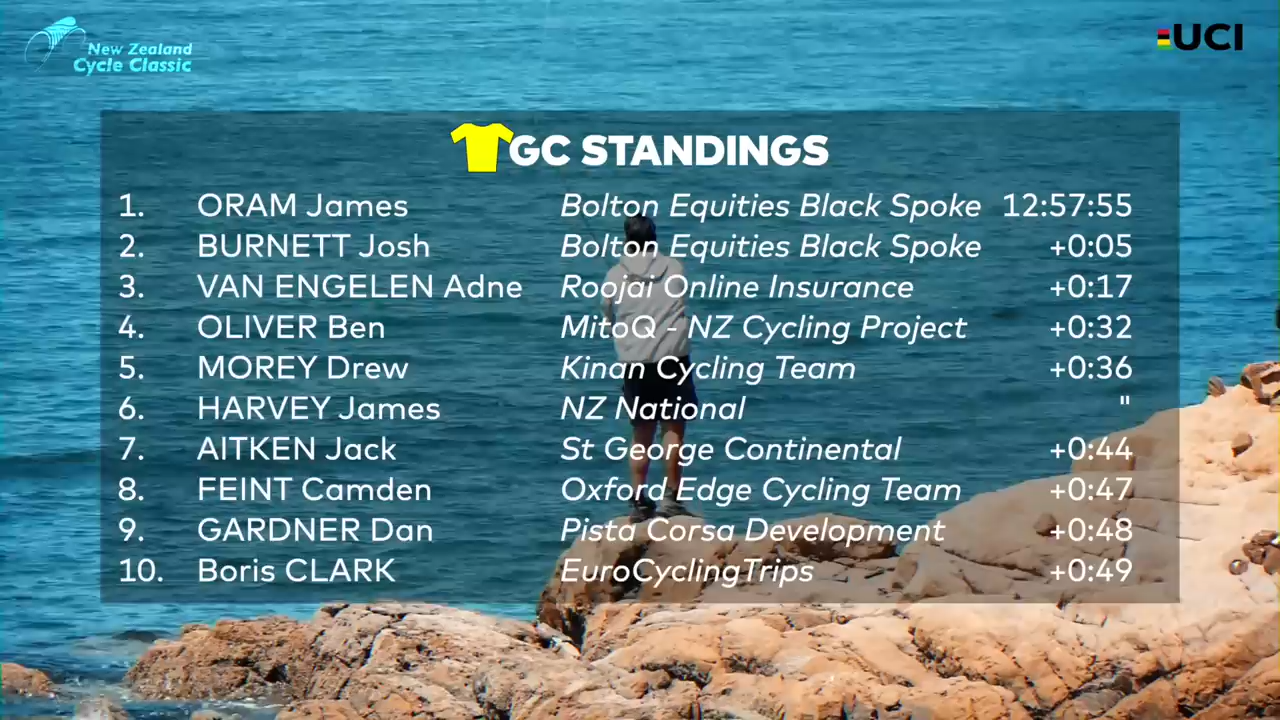 New Zealand
Cycle Classic
UCI
GC STANDINGS
1. ORAM James Bolton Equities Black Spoke 12:57:55
2. BURNETT Josh Bolton Equities Black Spoke +0:05
3. VAN ENGELEN Adne Roojai Online Insurance +0:17
4. OLIVER Ben MitoQ - NZ Cycling Project +0:32
5. MOREY Drew Kinan Cycling Team +0:36
6. HARVEY James NZ National "
7. AITKEN Jack St George Continental +0:44
8. FEINT Camden Oxford Edge Cycling Team +0:47
9. GARDNER Dan Pista Corsa Development +0:48
10. Boris CLARK EuroCyclingTrips +0:49